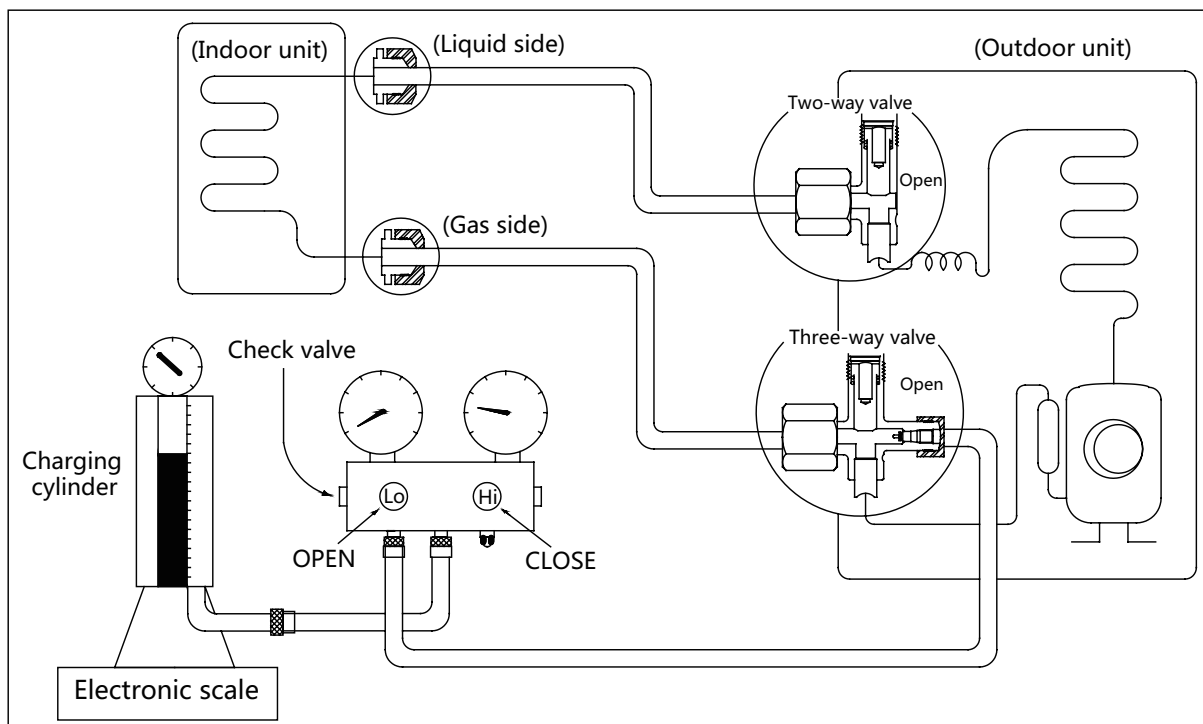 (Indoor unit)
(Liquid side)
(Outdoor unit)
Two-way valve
Open
(Gas side)
Three-way valve
Open
Check valve
Charging
cylinder
Lo
Hi
OPEN
CLOSE
Electronic scale